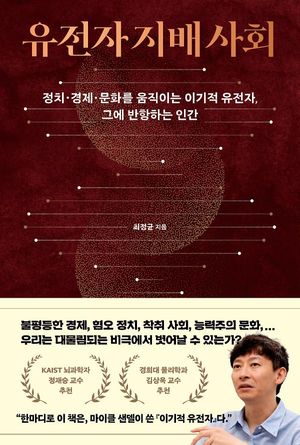 유전자 지배 사회
정치·경제·문화를 움직이는 이기적 유전자,
그에 반항하는 인간
최정균 지음
불평등한 경제, 혐오 정치, 착취 사회, 능력주의 문화, …
우리는 대물림되는 비극에서 벗어날 수 있는가?
KAIST 뇌과학자
정재승 교수
추천
경희대 물리학자
김상욱 교수
추천
“한마디로 이 책은, 마이클 샌델이 쓴 『이기적 유전자』다.”